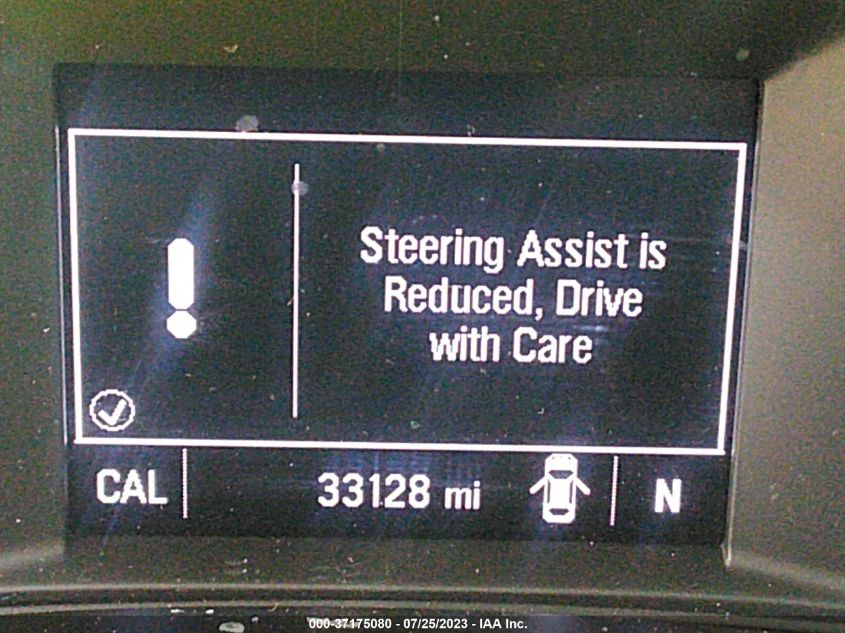 Steering Assist is
Reduced, Drive
with Care
CAL 33128 mi N
000-37175080 - 07/25/2023 - IAA Inc.